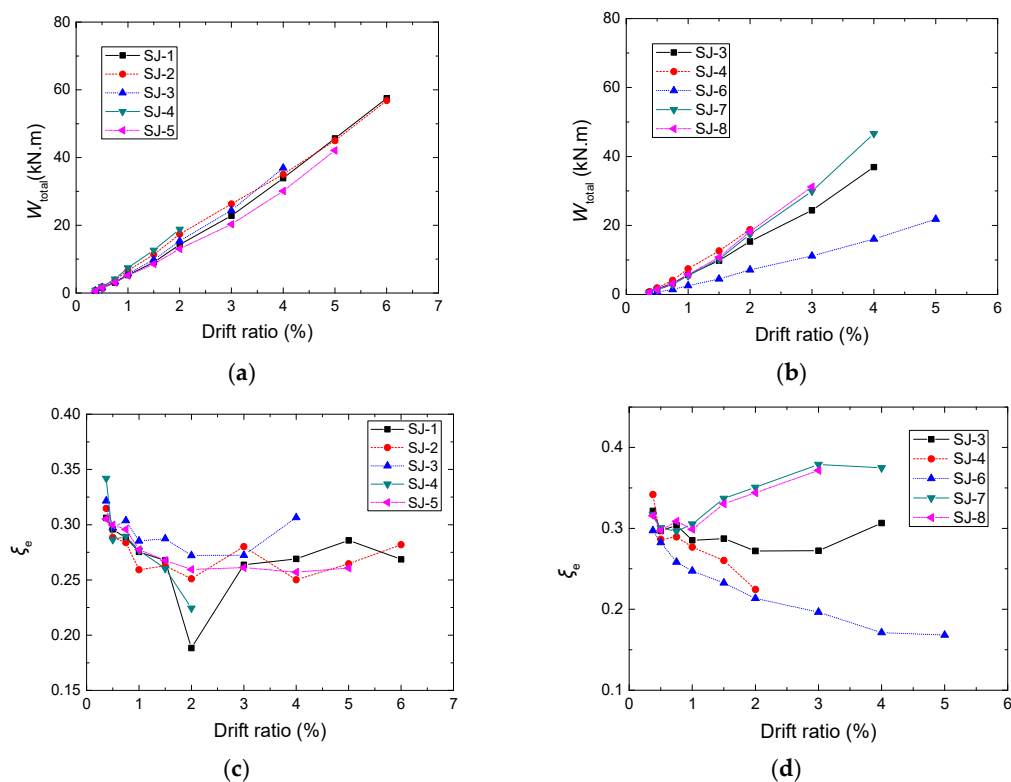 80
60
40
20
0
W_total(kN.m)
SJ-1
SJ-2
SJ-3
SJ-4
SJ-5
0 1 2 3 4 5 6 7
Drift ratio (%)
(a)
80
60
40
20
0
W_total (kN.m)
SJ-3
SJ-4
SJ-6
SJ-7
SJ-8
0 1 2 3 4 5 6
Drift ratio (%)
(b)
0.40
0.35
0.30
0.25
0.20
0.15
ξ_e
SJ-1
SJ-2
SJ-3
SJ-4
SJ-5
0 1 2 3 4 5 6 7
Drift ratio (%)
(c)
0.4
0.3
0.2
0.1
ξ_e
SJ-3
SJ-4
SJ-6
SJ-7
SJ-8
0 1 2 3 4 5 6
Drift ratio (%)
(d)